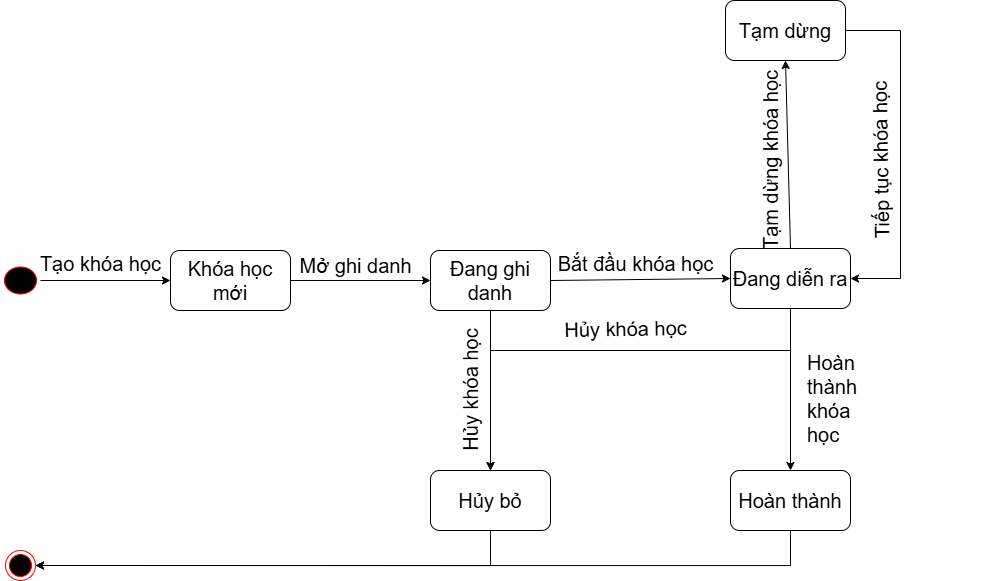 Tạm dừng
Tạm dừng khóa học
Tiếp tục khóa học
Tạo khóa học
Khóa học
mới
Mở ghi danh
Đang ghi
danh
Bắt đầu khóa học
Đang diễn ra
Hủy khóa học
Hủy khóa học
Hoàn
thành
khóa
học
Hủy bỏ
Hoàn thành